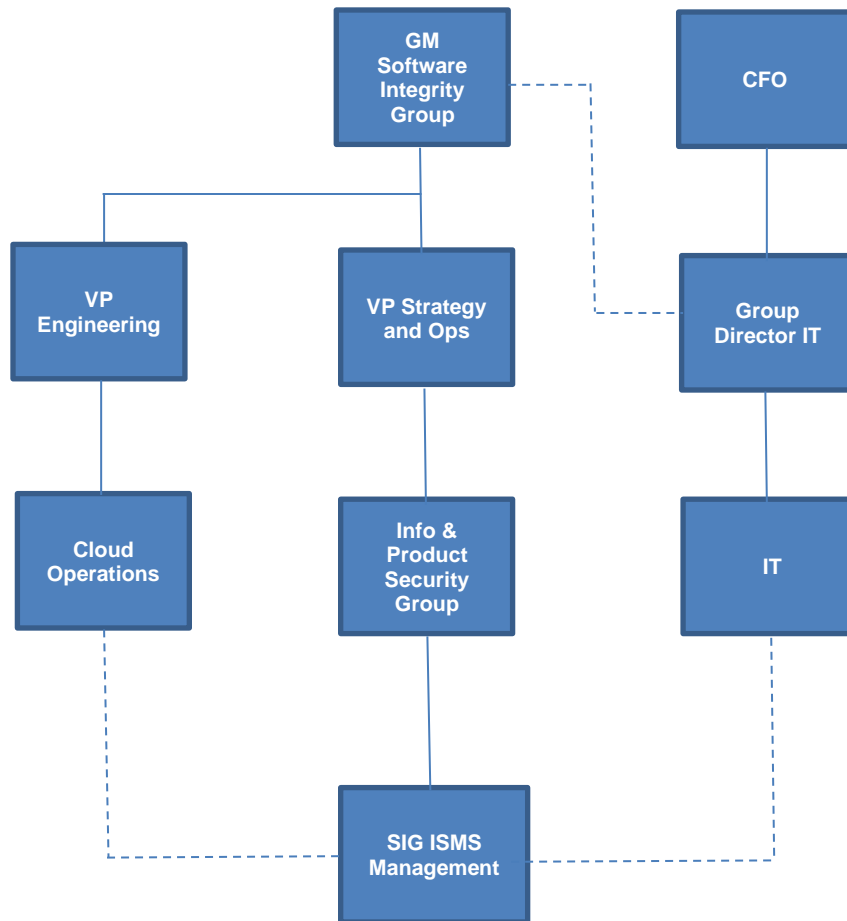 GM
Software
Integrity
Group
CFO
VP
Engineering
VP Strategy
and Ops
Group
Director IT
Cloud
Operations
Info &
Product
Security
Group
IT
SIG ISMS
Management